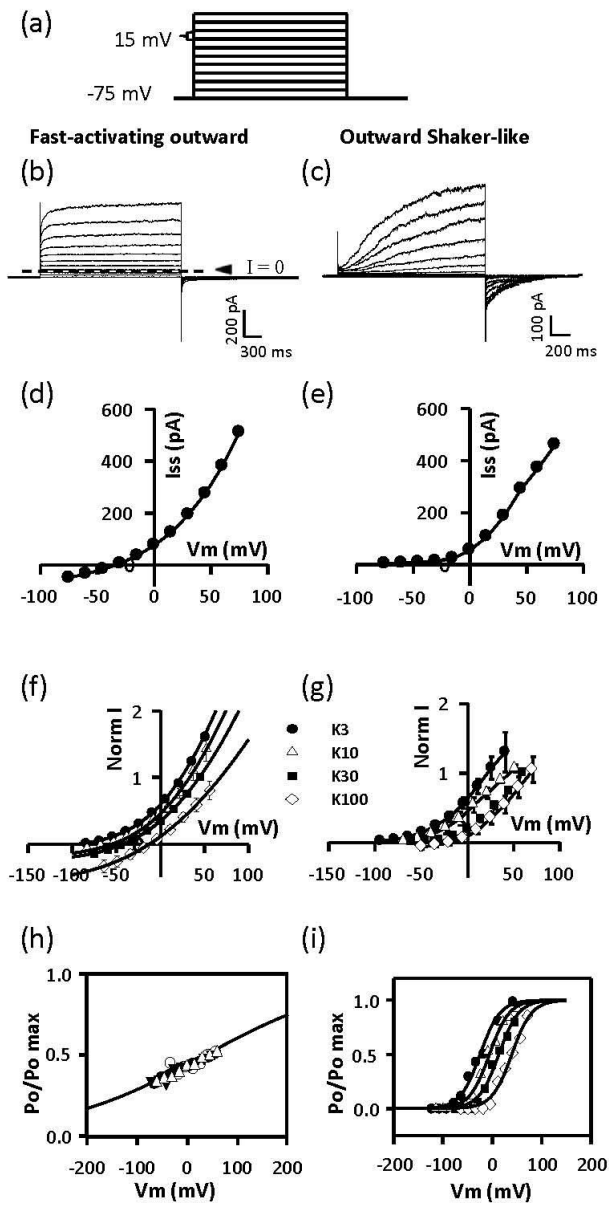 (a)
15 mV
-75 mV
Fast-activating outward
Outward Shaker-like
(b)
(c)
I = 0
200 pA
300 ms
100 pA
200 ms
(d)
(e)
600
400
200
0
Iss (pA)
Vm (mV)
-100
-50
0
50
100
600
400
200
0
Iss (pA)
Vm (mV)
-100
-50
0
50
100
(f)
(g)
2
1
Norm I
Vm (mV)
-150
-100
-50
0
50
100
K3
K10
K30
K100
2
1
Norm I
Vm (mV)
-150
-100
-50
0
50
100
(h)
(i)
1.0
0.5
0.0
Po/Po max
-200
-100
0
100
200
Vm (mV)
1.0
0.5
0.0
Po/Po max
-200
-100
0
100
200
Vm (mV)